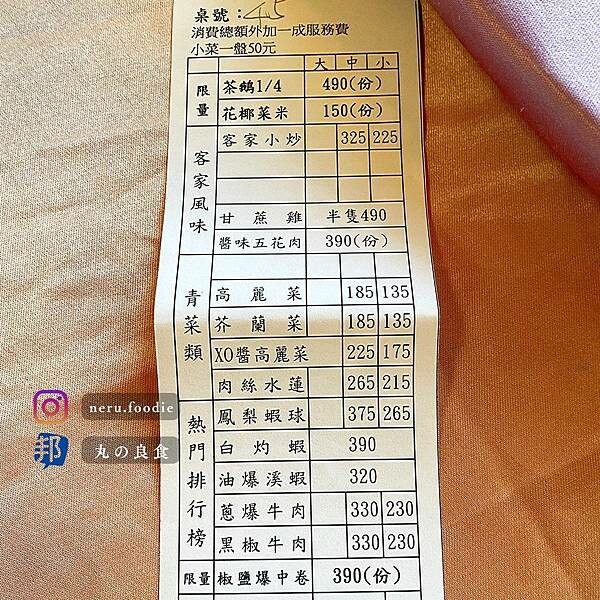 桌號：45
消費總額外加一成服務費
小菜一盤50元
大 中 小
限量 茶鵝1/4 490(份)
花椰菜米 150(份)
客家風味 客家小炒 325 225
甘蔗雞 半隻490
醬味五花肉 390(份)
青菜類 高麗菜 185 135
芥蘭菜 185 135
XO醬高麗菜 225 175
肉絲水蓮 265 215
熱門排行榜 鳳梨蝦球 375 265
白灼蝦 390
油爆溪蝦 320
蔥爆牛肉 330 230
黑椒牛肉 330 230
限量 椒鹽爆中卷 390(份)
neru.foodie
邦 丸の良食